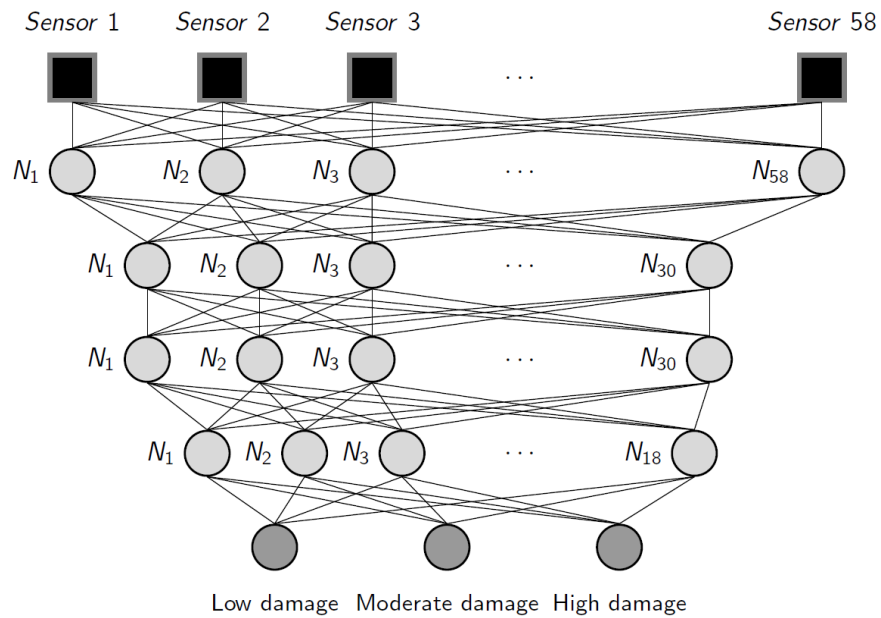 Sensor 1 Sensor 2 Sensor 3 ... Sensor 58
N1 N2 N3 ... N58
N1 N2 N3 ... N30
N1 N2 N3 ... N30
N1 N2 N3 ... N18
Low damage Moderate damage High damage